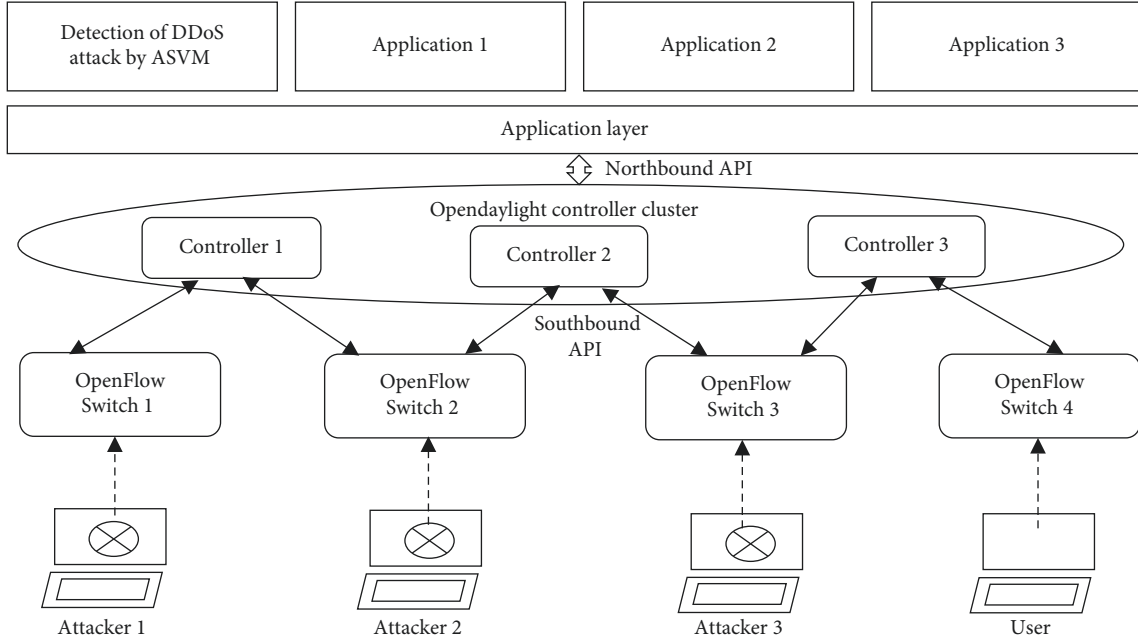 Detection of DDoS
attack by ASVM
Application 1
Application 2
Application 3
Application layer
Northbound API
Opendaylight controller cluster
Controller 1
Controller 2
Controller 3
Southbound
API
OpenFlow
Switch 1
OpenFlow
Switch 2
OpenFlow
Switch 3
OpenFlow
Switch 4
Attacker 1
Attacker 2
Attacker 3
User